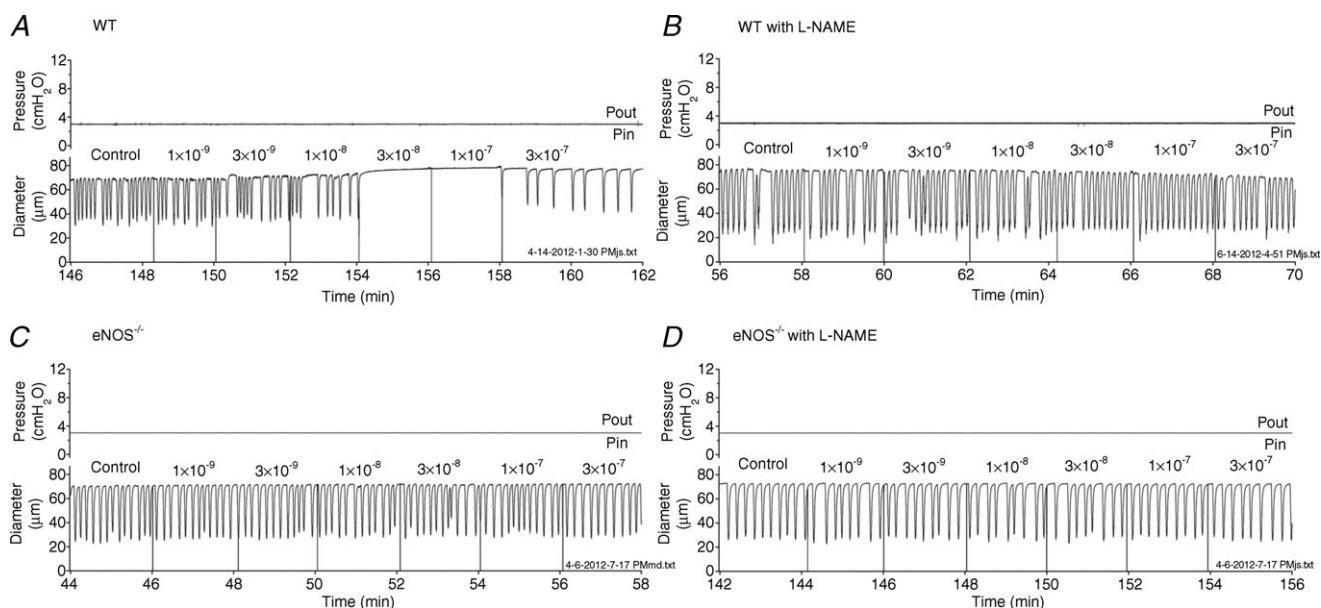 A WT
Pressure
(cmH2O)
12
8
4
0
Pout
Pin
Control 1×10-9 3×10-9 1×10-8 3×10-8 1×10-7 3×10-7
Diameter
(μm)
80
60
40
20
0
4-14-2012-1-30 PMjs.txt
146 148 150 152 154 156 158 160 162
Time (min)
B WT with L-NAME
Pressure
(cmH2O)
12
8
4
0
Pout
Pin
Control 1×10-9 3×10-9 1×10-8 3×10-8 1×10-7 3×10-7
Diameter
(μm)
80
60
40
20
0
6-14-2012-4-51 PMjs.txt
56 58 60 62 64 66 68 70
Time (min)
C eNOS-/-
Pressure
(cmH2O)
12
8
4
0
Pout
Pin
Control 1×10-9 3×10-9 1×10-8 3×10-8 1×10-7 3×10-7
Diameter
(μm)
80
60
40
20
0
4-6-2012-7-17 PMmd.txt
44 46 48 50 52 54 56 58
Time (min)
D eNOS-/- with L-NAME
Pressure
(cmH2O)
12
8
4
0
Pout
Pin
Control 1×10-9 3×10-9 1×10-8 3×10-8 1×10-7 3×10-7
Diameter
(μm)
80
60
40
20
0
4-6-2012-7-17 PMjs.txt
142 144 146 148 150 152 154 156
Time (min)